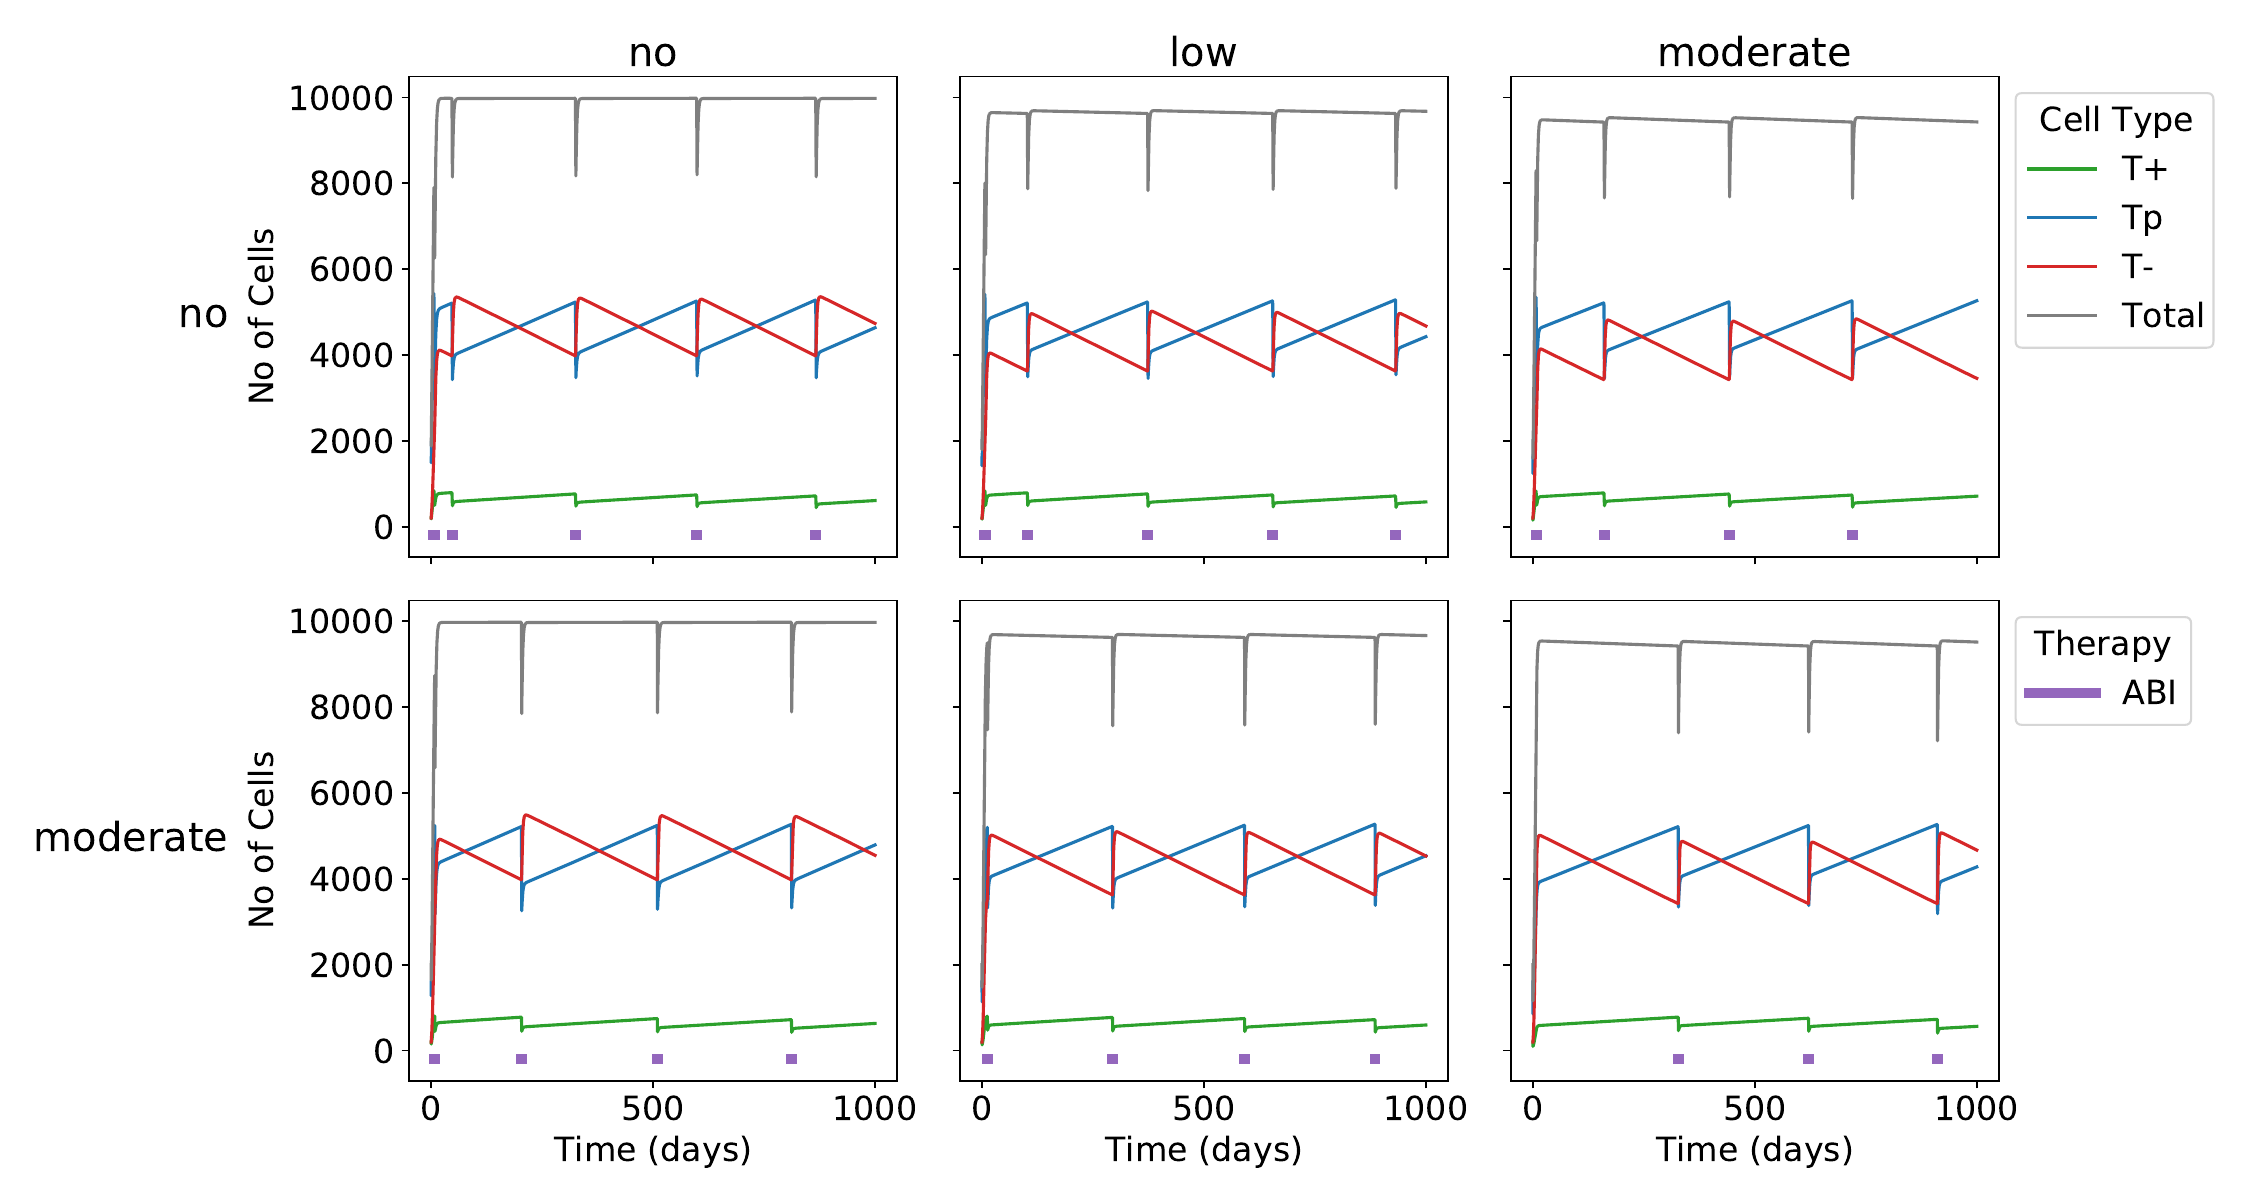 no
low
moderate
no
No of Cells
10000
8000
6000
4000
2000
0
Cell Type
T+
Tp
T-
Total
moderate
No of Cells
10000
8000
6000
4000
2000
0
Therapy
ABI
0 500 1000
0 500 1000
0 500 1000
Time (days)
Time (days)
Time (days)